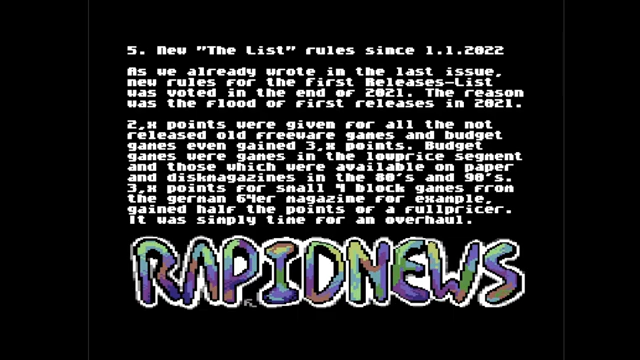 5. New "The List" rules since 1.1.2022
As we already wrote in the last issue,
new rules for the first Releases-List
was voted in the end of 2021. The reason
was the flood of first releases in 2021.
2,x points were given for all the not
released old freeware games and budget
games even gained 3,x points. Budget
games were games in the lowprice segment
and those which were available on paper
and diskmagazines in the 80's and 90's.
3,x points for small 4 block games from
the german 64er magazine for example,
gained half the points of a fullpricer.
It was simply time for an overhaul.
RAPIDNEWS